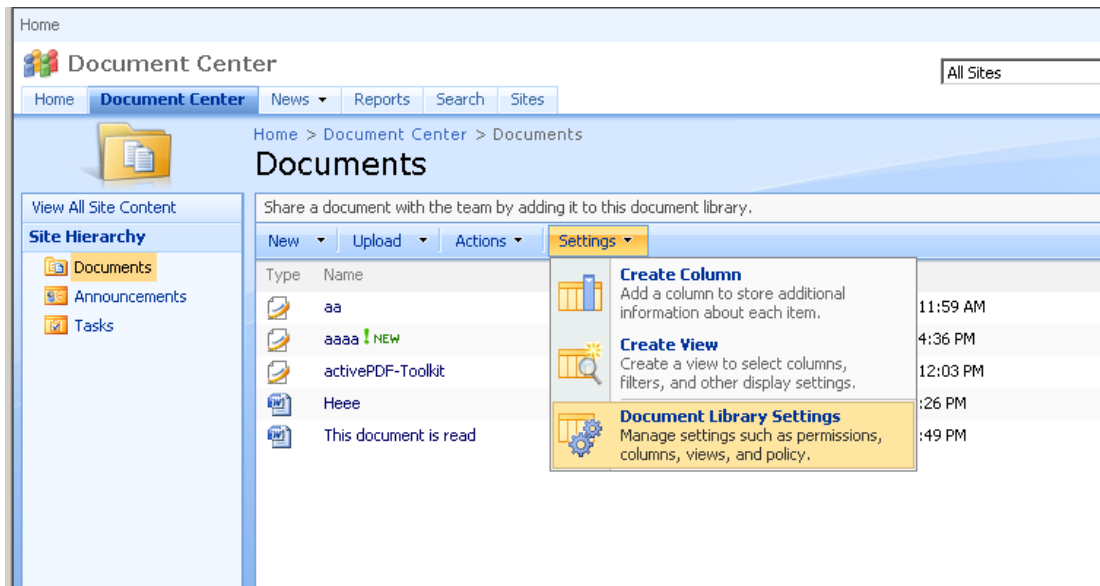 Home
Document Center
All Sites
Home Document Center News Reports Search Sites
Home > Document Center > Documents
Documents
View All Site Content
Share a document with the team by adding it to this document library.
Site Hierarchy
New Upload Actions Settings
Documents
Announcements
Tasks
Type Name
aa
aaaa ! NEW
activePDF-Toolkit
Heee
This document is read
Create Column
Add a column to store additional
information about each item.
Create View
Create a view to select columns,
filters, and other display settings.
Document Library Settings
Manage settings such as permissions,
columns, views, and policy.
11:59 AM
4:36 PM
12:03 PM
:26 PM
:49 PM